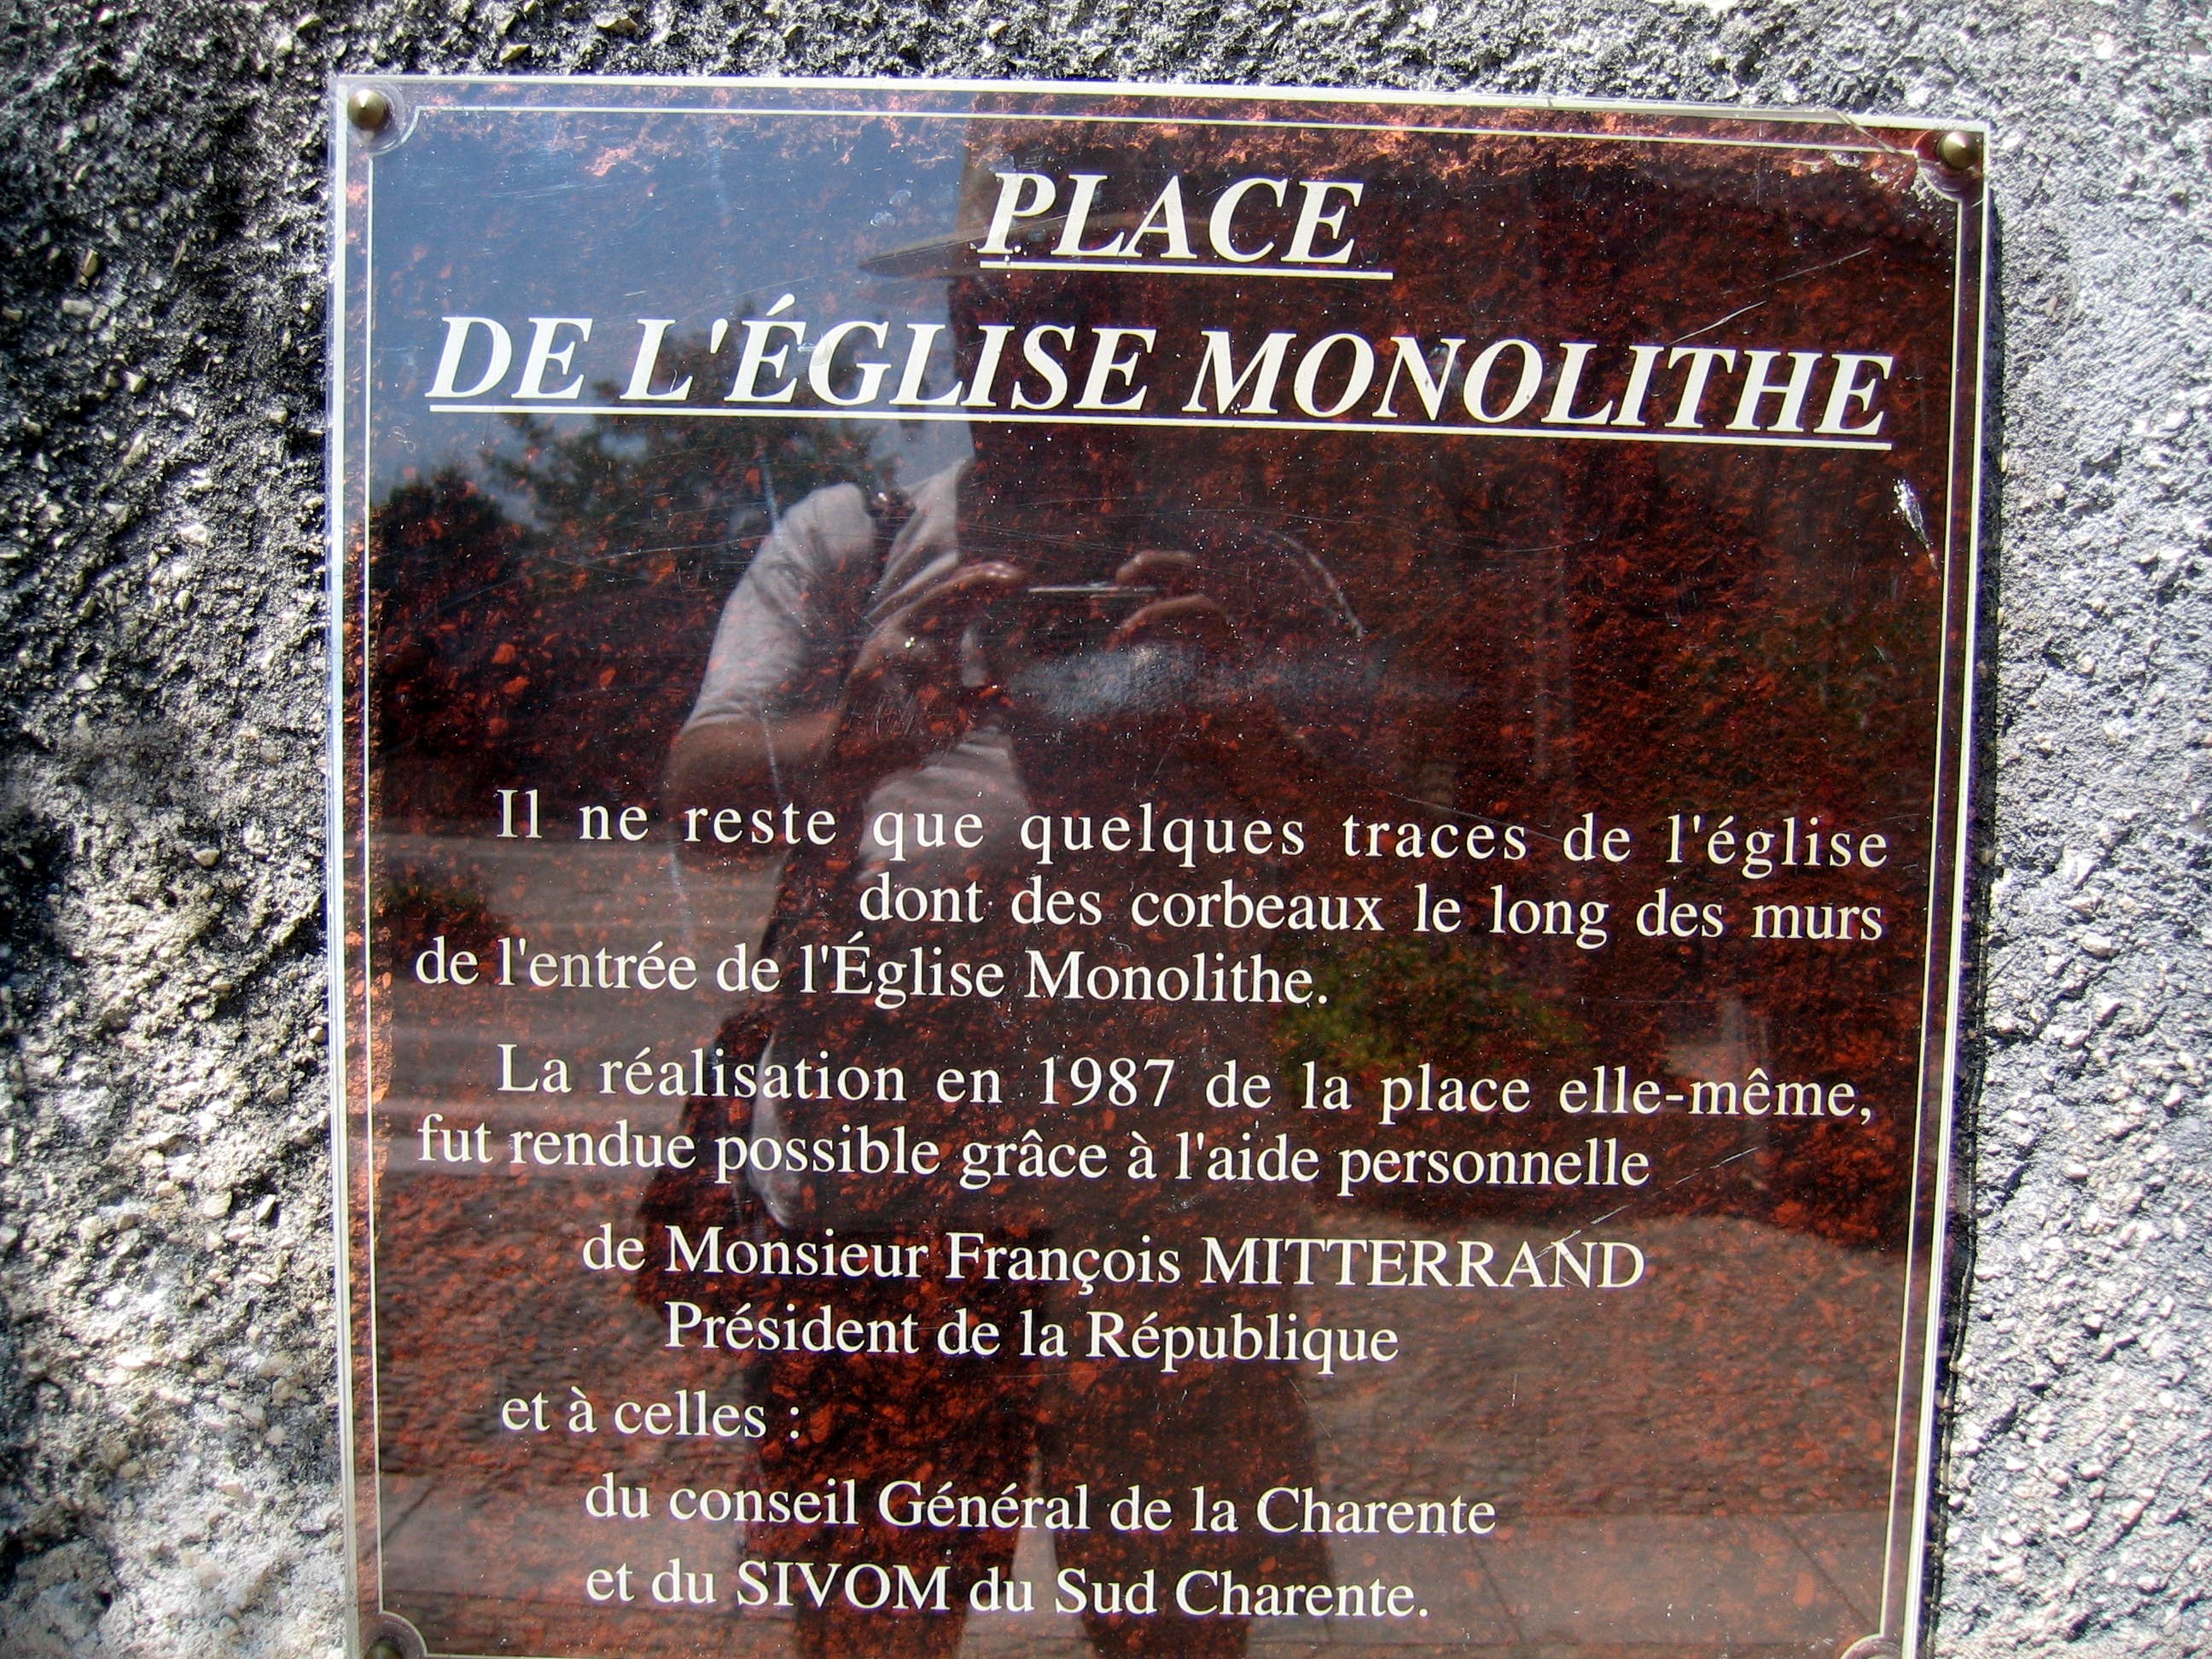 PLACE
DE L'ÉGLISE MONOLITHE
Il ne reste que quelques traces de l'église
dont des corbeaux le long des murs
de l'entrée de l'Église Monolithe.
La réalisation en 1987 de la place elle-même,
fut rendue possible grâce à l'aide personnelle
de Monsieur François MITTERRAND
Président de la République
et à celles :
du conseil Général de la Charente
et du SIVOM du Sud Charente.